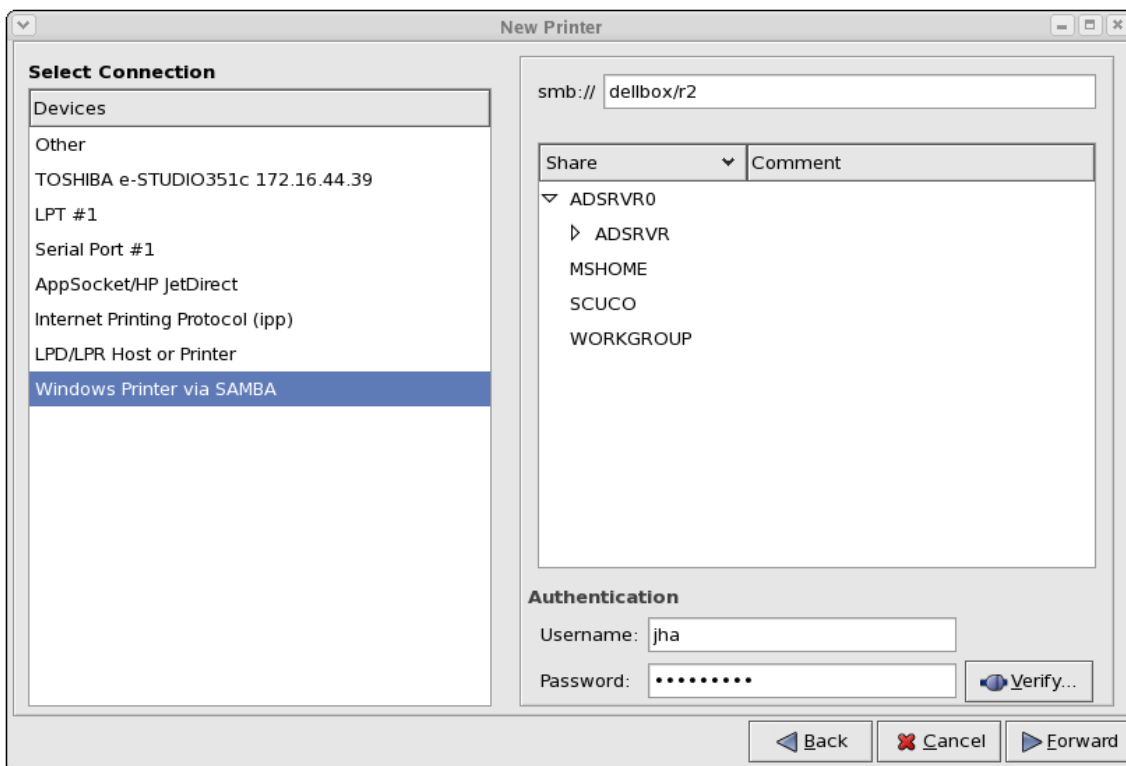 New Printer
Select Connection
Devices
Other
TOSHIBA e-STUDIO351c 172.16.44.39
LPT #1
Serial Port #1
AppSocket/HP JetDirect
Internet Printing Protocol (ipp)
LPD/LPR Host or Printer
Windows Printer via SAMBA
smb:// dellbox/r2
Share Comment
ADSRVR0
ADSRVR
MSHOME
SCUCO
WORKGROUP
Authentication
Username: jha
Password: •••••••••
Verify...
Back Cancel Forward